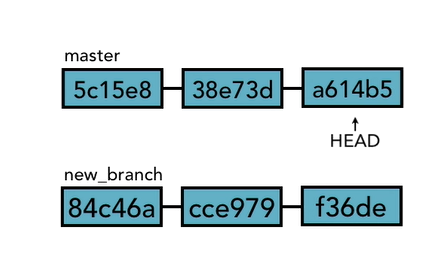 master
5c15e8 38e73d a614b5
HEAD
new_branch
84c46a cce979 f36de